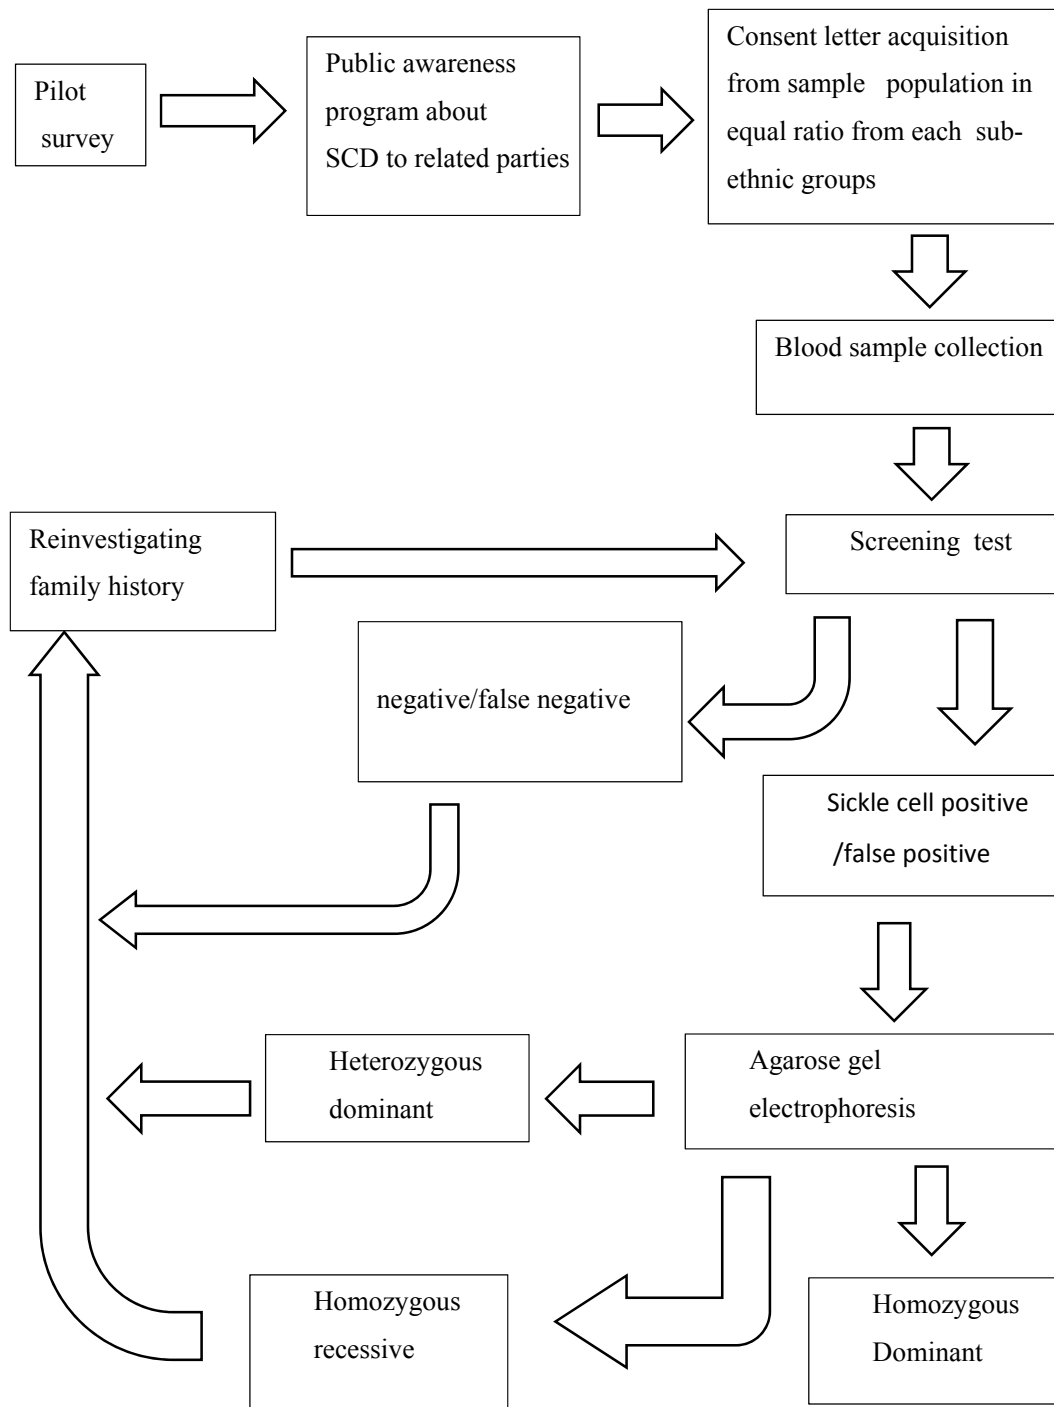 Pilot
survey
Public awareness
program about
SCD to related parties
Consent letter acquisition
from sample population in
equal ratio from each sub-
ethnic groups
Blood sample collection
Screening test
Reinvestigating
family history
negative/false negative
Sickle cell positive
/false positive
Agarose gel
electrophoresis
Heterozygous
dominant
Homozygous
recessive
Homozygous
Dominant